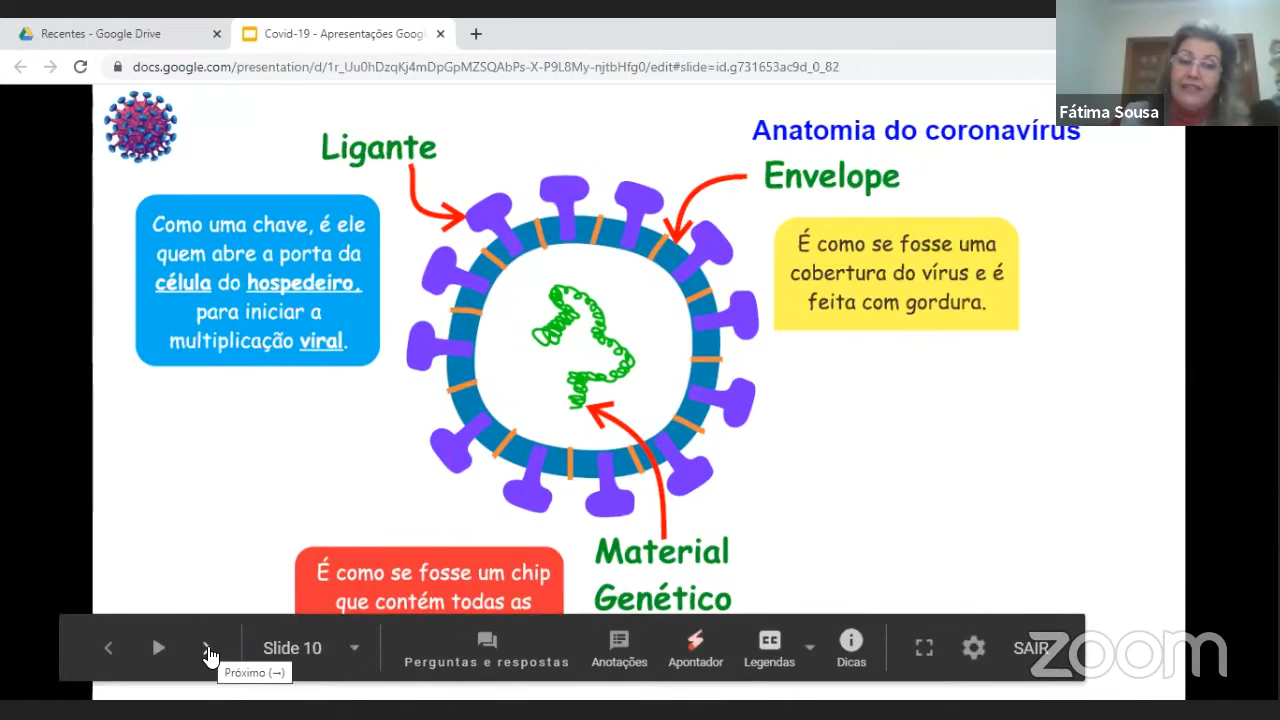 Recentes - Google Drive
Covid-19 - Apresentações Goog
docs.google.com/presentation/d/1r_Uu0hDzqKj4mDpGpMZSQAbPs-X-P9L8My-njtbHfg0/edit#slide=id.g731653ac9d_0_82
Fátima Sousa
Anatomia do coronavírus
Ligante
Envelope
Como uma chave, é ele
quem abre a porta da
célula do hospedeiro,
para iniciar a
multiplicação viral.
É como se fosse uma
cobertura do vírus e é
feita com gordura.
Material
Genético
É como se fosse um chip
que contém todas as
Slide 10
Perguntas e respostas
Anotações
Apontador
Legendas
Dicas
SAIR
Próximo (→)
zoom